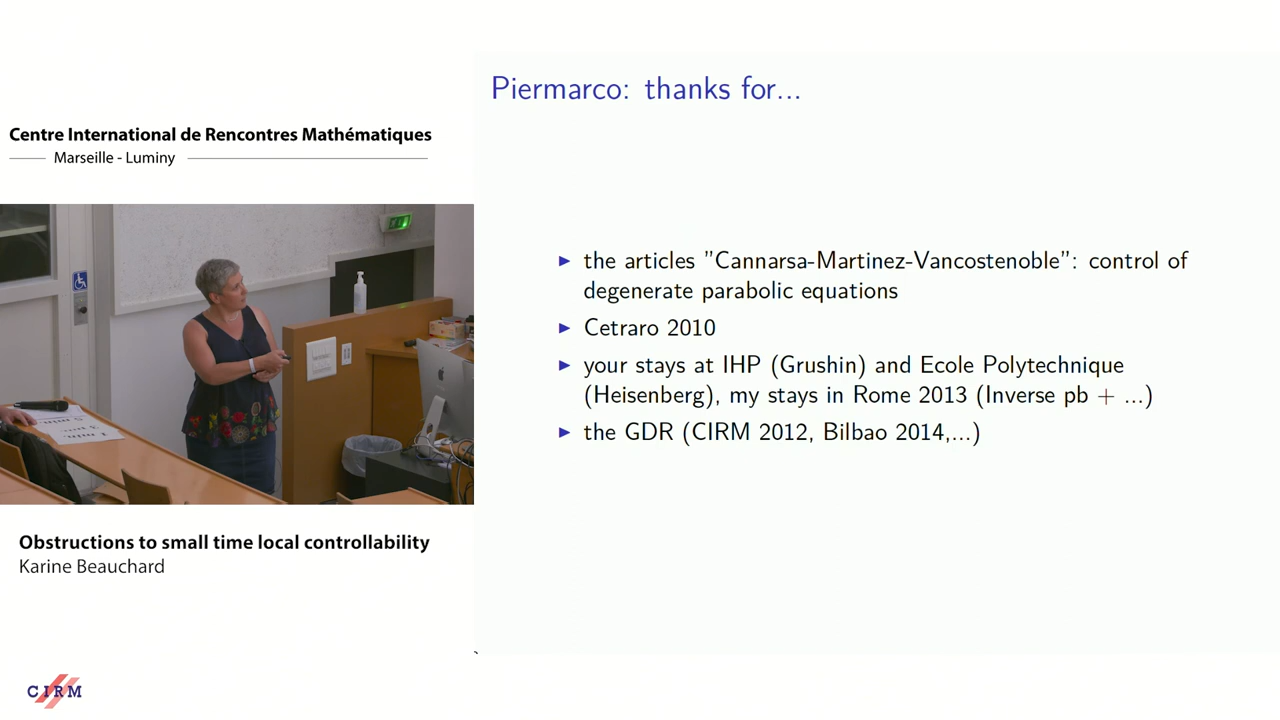 Centre International de Rencontres Mathématiques
Marseille - Luminy
Obstructions to small time local controllability
Karine Beauchard
CIRM
Piermarco: thanks for...
the articles "Cannarsa-Martinez-Vancostenoble": control of
degenerate parabolic equations
Cetraro 2010
your stays at IHP (Grushin) and Ecole Polytechnique
(Heisenberg), my stays in Rome 2013 (Inverse pb + ...)
the GDR (CIRM 2012, Bilbao 2014,...)